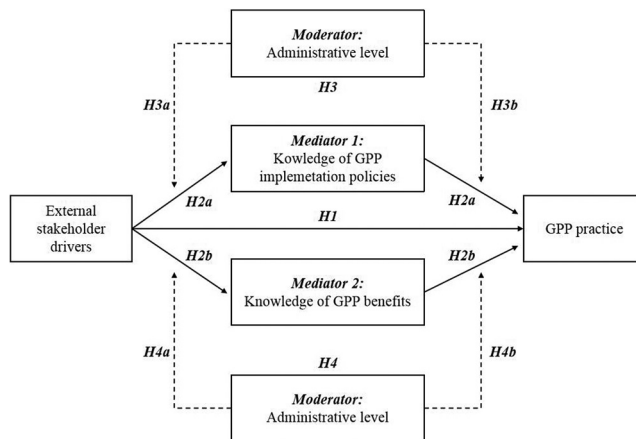 Moderator:
Administrative level
H3
H3a
H3b
Mediator 1:
Kowledge of GPP
implemetation policies
H2a
H2a
External
stakeholder
drivers
H1
GPP practice
H2b
H2b
Mediator 2:
Knowledge of GPP benefits
H4a
H4
H4b
Moderator:
Administrative level